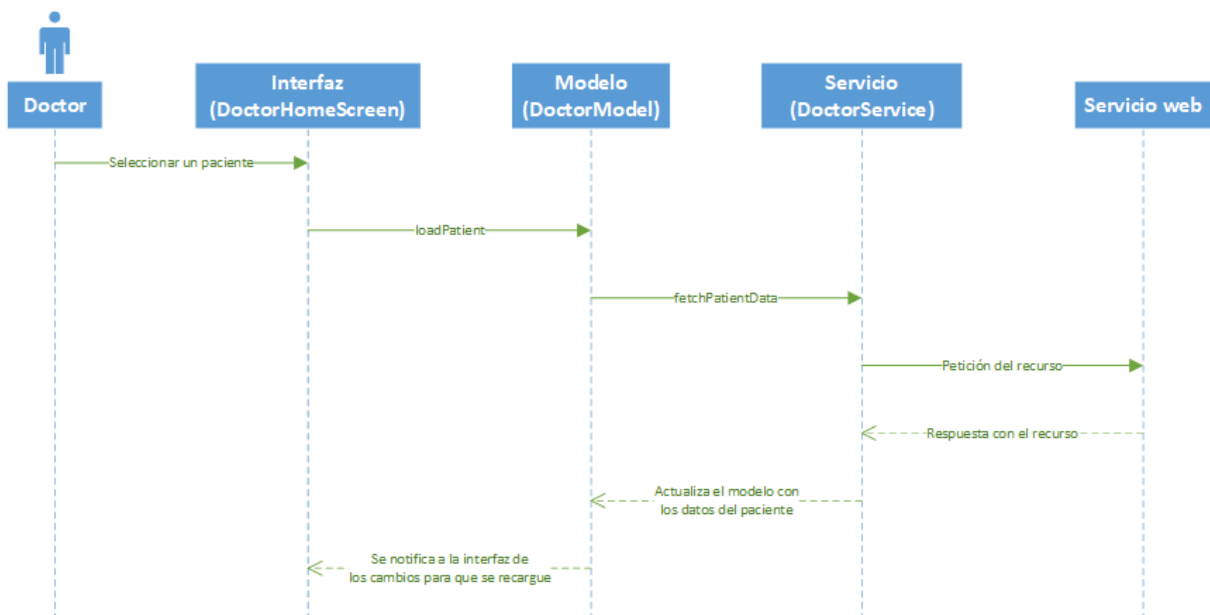 Doctor
Interfaz
(DoctorHomeScreen)
Modelo
(DoctorModel)
Servicio
(DoctorService)
Servicio web
Seleccionar un paciente
loadPatient
fetchPatientData
Petición del recurso
Respuesta con el recurso
Actualiza el modelo con
los datos del paciente
Se notifica a la interfaz de
los cambios para que se recargue